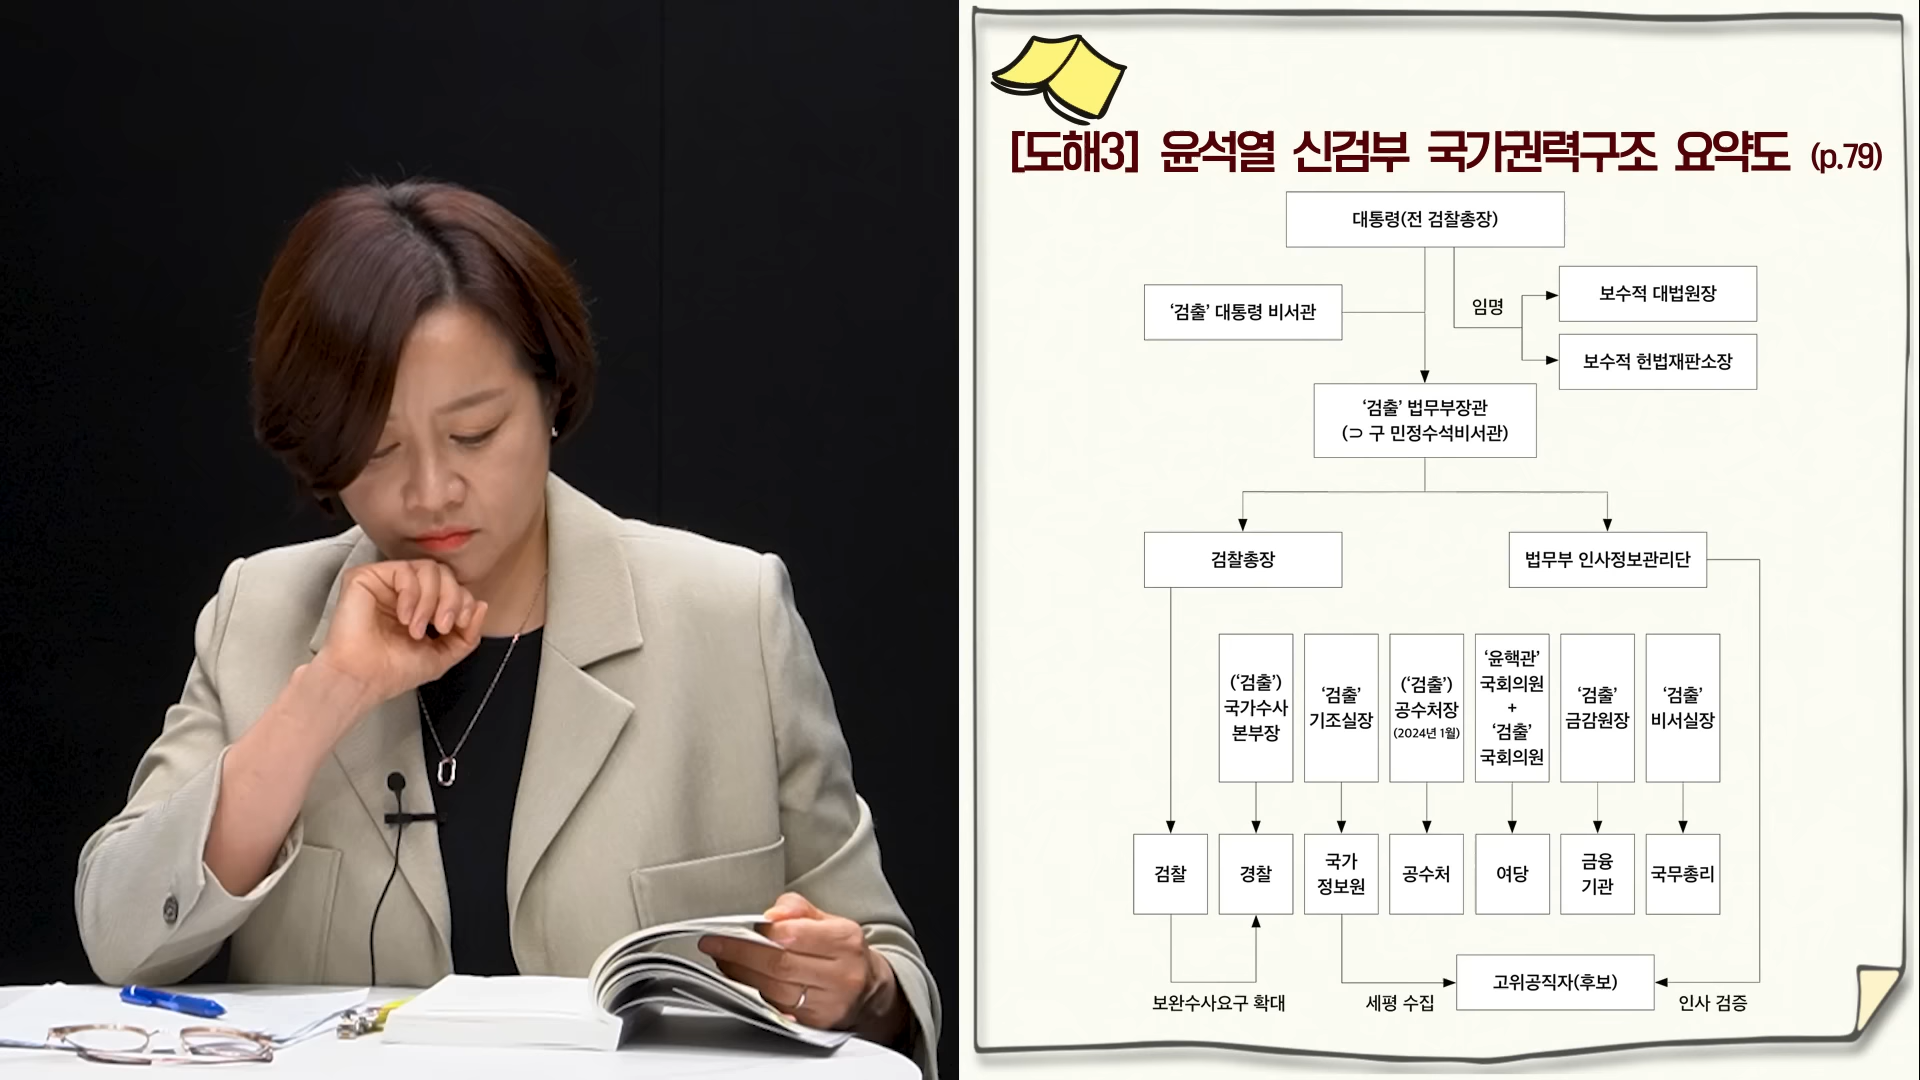 [도해3] 윤석열 신검부 국가권력구조 요약도 (p.79)
대통령(전 검찰총장)
‘검출’ 대통령 비서관
임명
보수적 대법원장
보수적 헌법재판소장
‘검출’ 법무부장관
(⊃ 구 민정수석비서관)
검찰총장
법무부 인사정보관리단
(‘검출’)
국가수사
본부장
‘검출’
기조실장
(‘검출’)
공수처장
(2024년 1월)
‘윤핵관’
국회의원
+
‘검출’
국회의원
‘검출’
금감원장
‘검출’
비서실장
검찰
경찰
국가
정보원
공수처
여당
금융
기관
국무총리
보완수사요구 확대
세평 수집
고위공직자(후보)
인사 검증